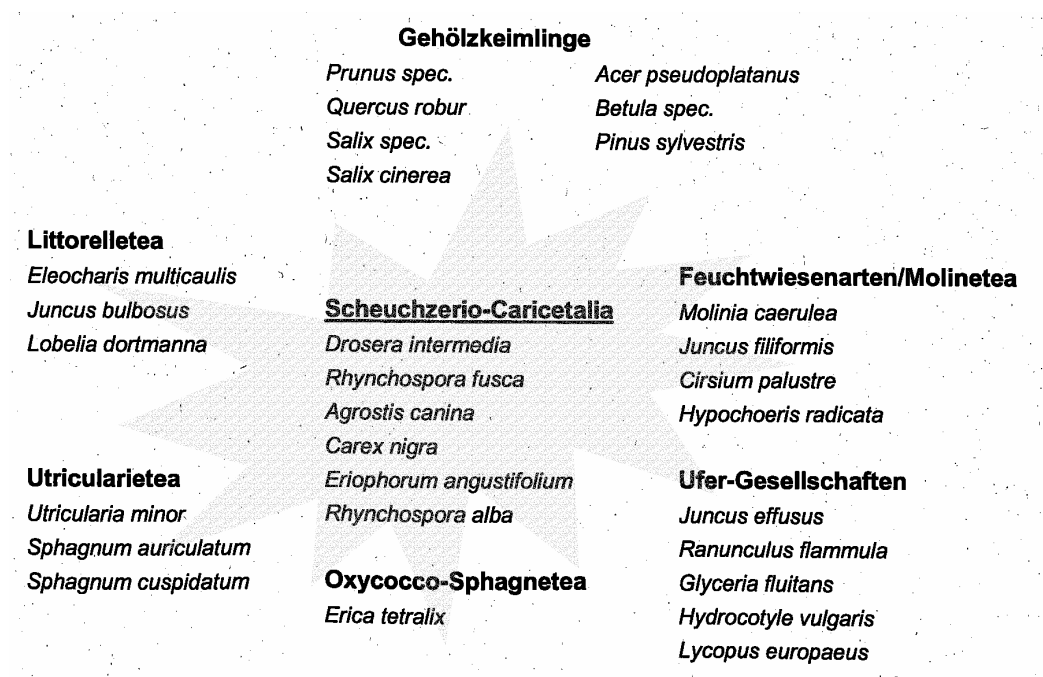 Gehölzkeimlinge
Prunus spec.
Quercus robur
Salix spec.
Salix cinerea
Acer pseudoplatanus
Betula spec.
Pinus sylvestris
Littorelletea
Eleocharis multicaulis
Juncus bulbosus
Lobelia dortmanna
Utricularietea
Utricularia minor
Sphagnum auriculatum
Sphagnum cuspidatum
Scheuchzerio-Caricetalia
Drosera intermedia
Rhynchospora fusca
Agrostis canina
Carex nigra
Eriophorum angustifolium
Rhynchospora alba
Oxycocco-Sphagnetea
Erica tetralix
Feuchtwiesenarten/Molinetea
Molinia caerulea
Juncus filiformis
Cirsium palustre
Hypochoeris radicata
Ufer-Gesellschaften
Juncus effusus
Ranunculus flammula
Glyceria fluitans
Hydrocotyle vulgaris
Lycopus europaeus